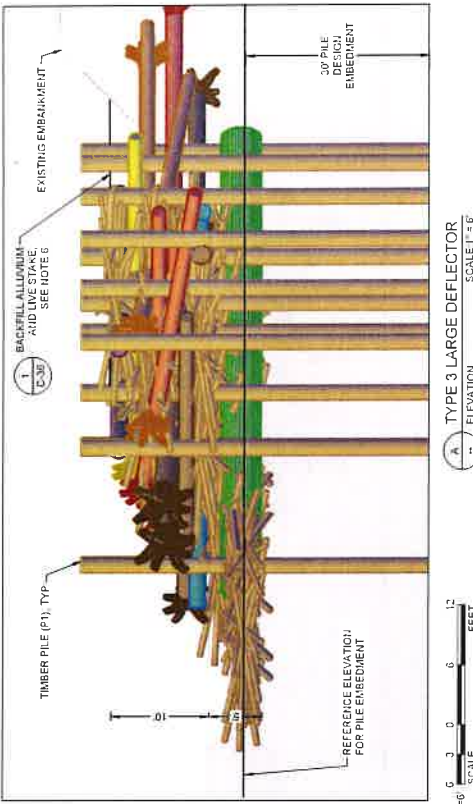 1
C-36
BACKFILL ALLUVIUM
AND LIVE STAKE,
SEE NOTE 6
EXISTING EMBANKMENT
TIMBER PILE (P1), TYP
30' PILE
DESIGN
EMBEDMENT
10'
5'
REFERENCE ELEVATION
FOR PILE EMBEDMENT
A
--
TYPE 3 LARGE DEFLECTOR
ELEVATION
SCALE 1" = 6'
6 3 0 6 12
SCALE FEET